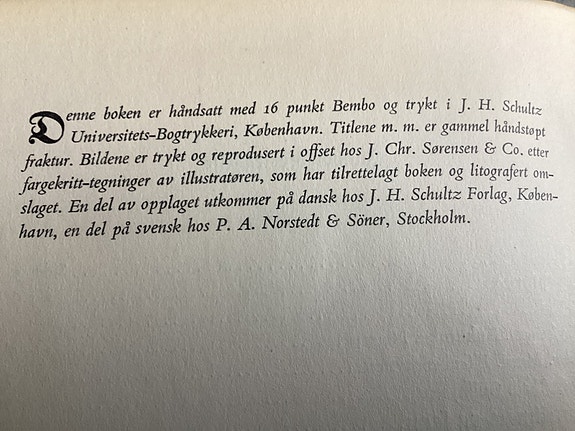 Denne boken er håndsatt med 16 punkt Bembo og trykt i J. H. Schultz
Universitets-Bogtrykkeri, København. Titlene m. m. er gammel håndstøpt
fraktur. Bildene er trykt og reprodusert i offset hos J. Chr. Sørensen & Co. etter
fargekritt-tegninger av illustratøren, som har tilrettelagt boken og litografert om-
slaget. En del av opplaget utkommer på dansk hos J. H. Schultz Forlag, Køben-
havn, en del på svensk hos P. A. Norstedt & Söner, Stockholm.